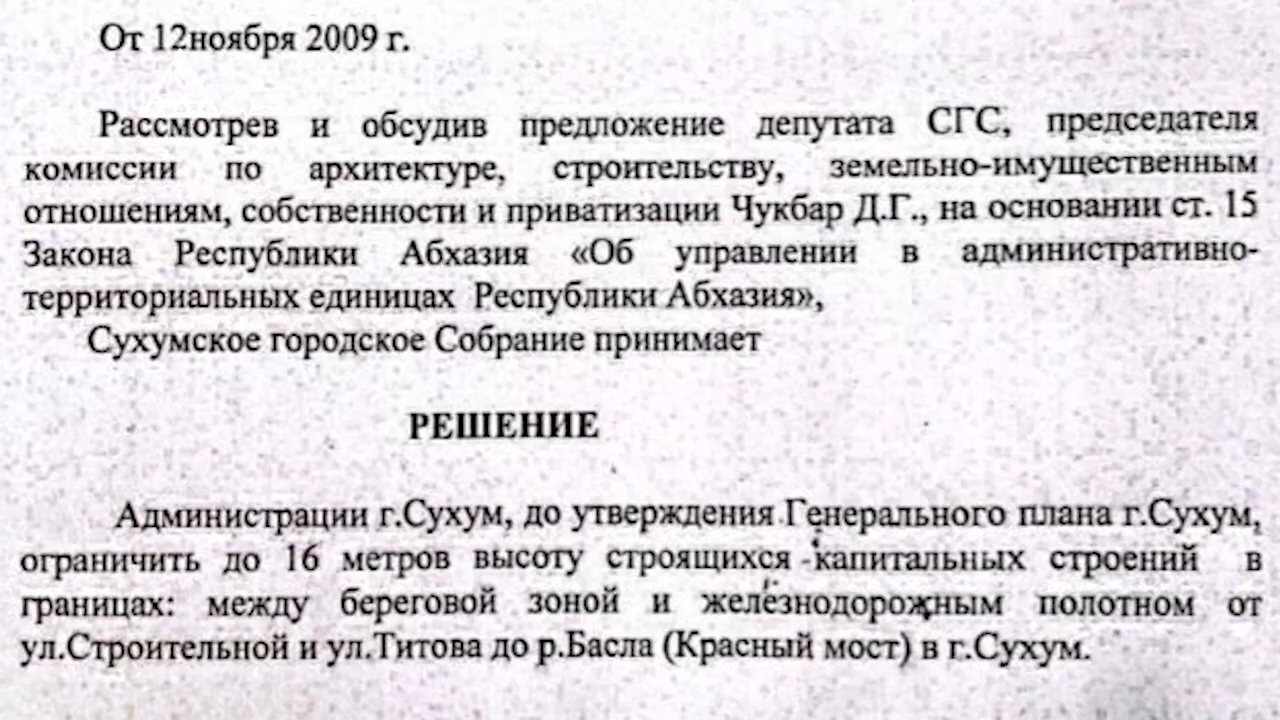 От 12ноября 2009 г.
Рассмотрев и обсудив предложение депутата СГС, председателя
комиссии по архитектуре, строительству, земельно-имущественным
отношениям, собственности и приватизации Чукбар Д.Г., на основании ст. 15
Закона Республики Абхазия «Об управлении в административно-
территориальных единицах Республики Абхазия»,
Сухумское городское Собрание принимает
РЕШЕНИЕ
Администрации г.Сухум, до утверждения Генерального плана г.Сухум,
ограничить до 16 метров высоту строящихся капитальных строений в
границах: между береговой зоной и железнодорожным полотном от
ул.Строительной и ул.Титова до р.Басла (Красный мост) в г.Сухум.